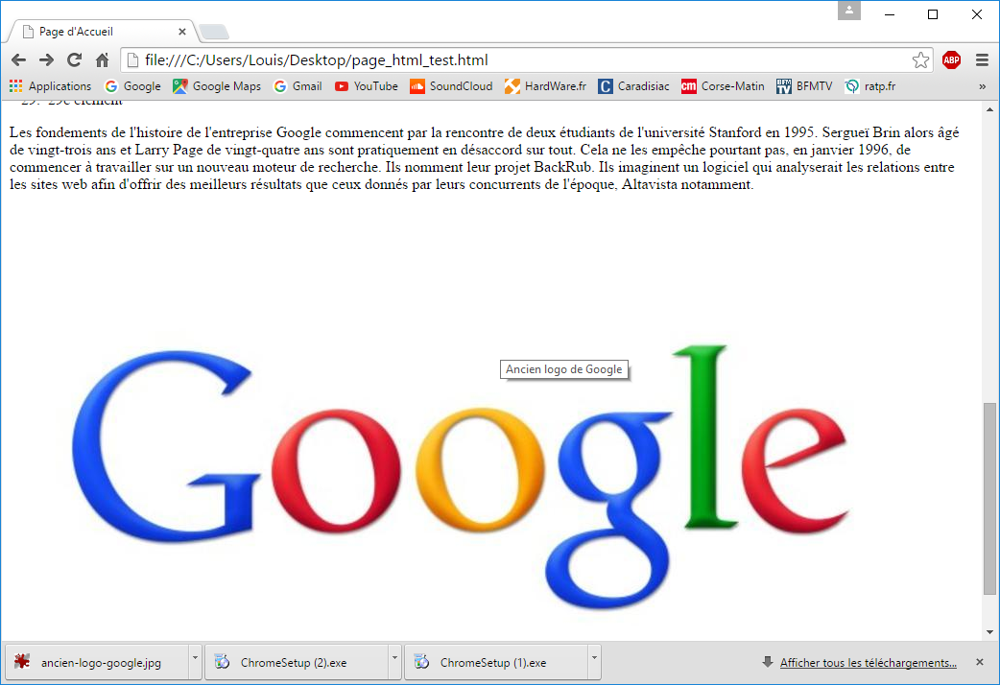 Page d'Accueil
file:///C:/Users/Louis/Desktop/page_html_test.html
ABP
Applications Google Google Maps Gmail YouTube SoundCloud HardWare.fr Caradisiac cm Corse-Matin BFM TV BFMTV ratp.fr »
29. 29e élément
Les fondements de l'histoire de l'entreprise Google commencent par la rencontre de deux étudiants de l'université Stanford en 1995. Sergueï Brin alors âgé
de vingt-trois ans et Larry Page de vingt-quatre ans sont pratiquement en désaccord sur tout. Cela ne les empêche pourtant pas, en janvier 1996, de
commencer à travailler sur un nouveau moteur de recherche. Ils nomment leur projet BackRub. Ils imaginent un logiciel qui analyserait les relations entre
les sites web afin d'offrir des meilleurs résultats que ceux donnés par leurs concurrents de l'époque, Altavista notamment.
Ancien logo de Google
Google
ancien-logo-google.jpg ChromeSetup (2).exe ChromeSetup (1).exe Afficher tous les téléchargements...